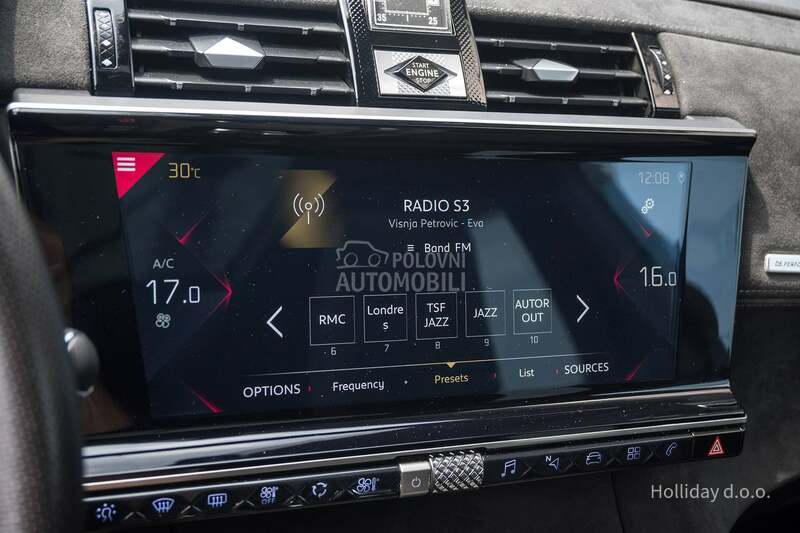 35 25
START
ENGINE
STOP
30°C
12:08
RADIO S3
Visnja Petrovic - Eva
Band FM
POLOVNI
AUTOMOBILI
A/C
17.0
16.0
RMC
Londre
s
TSF
JAZZ
JAZZ
AUTOR
OUT
6 7 8 9 10
OPTIONS Frequency Presets List SOURCES
OFF
N
Holliday d.o.o.